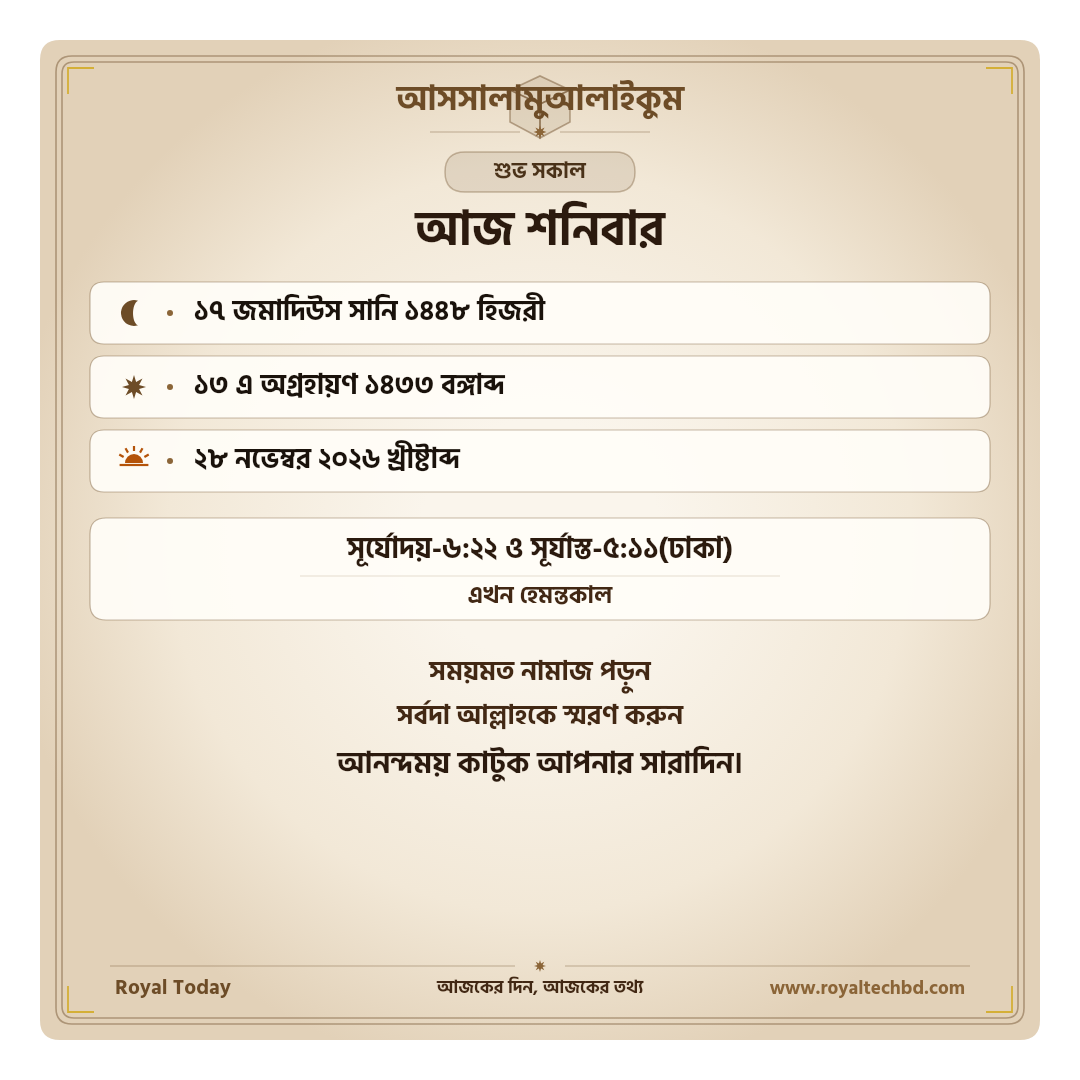 আসসালামুআলাইকুম
শুভ সকাল
আজ শনিবার
১৭ জমাদিউস সানি ১৪৪৮ হিজরী
১৩ এ অগ্রহায়ণ ১৪৩৩ বঙ্গাব্দ
২৮ নভেম্বর ২০২৬ খ্রীষ্টাব্দ
সূর্যোদয়-৬:২২ ও সূর্যাস্ত-৫:১১(ঢাকা)
এখন হেমন্তকাল
সময়মত নামাজ পড়ুন
সর্বদা আল্লাহকে স্মরণ করুন
আনন্দময় কাটুক আপনার সারাদিন।
Royal Today আজকের দিন, আজকের তথ্য www.royaltechbd.com